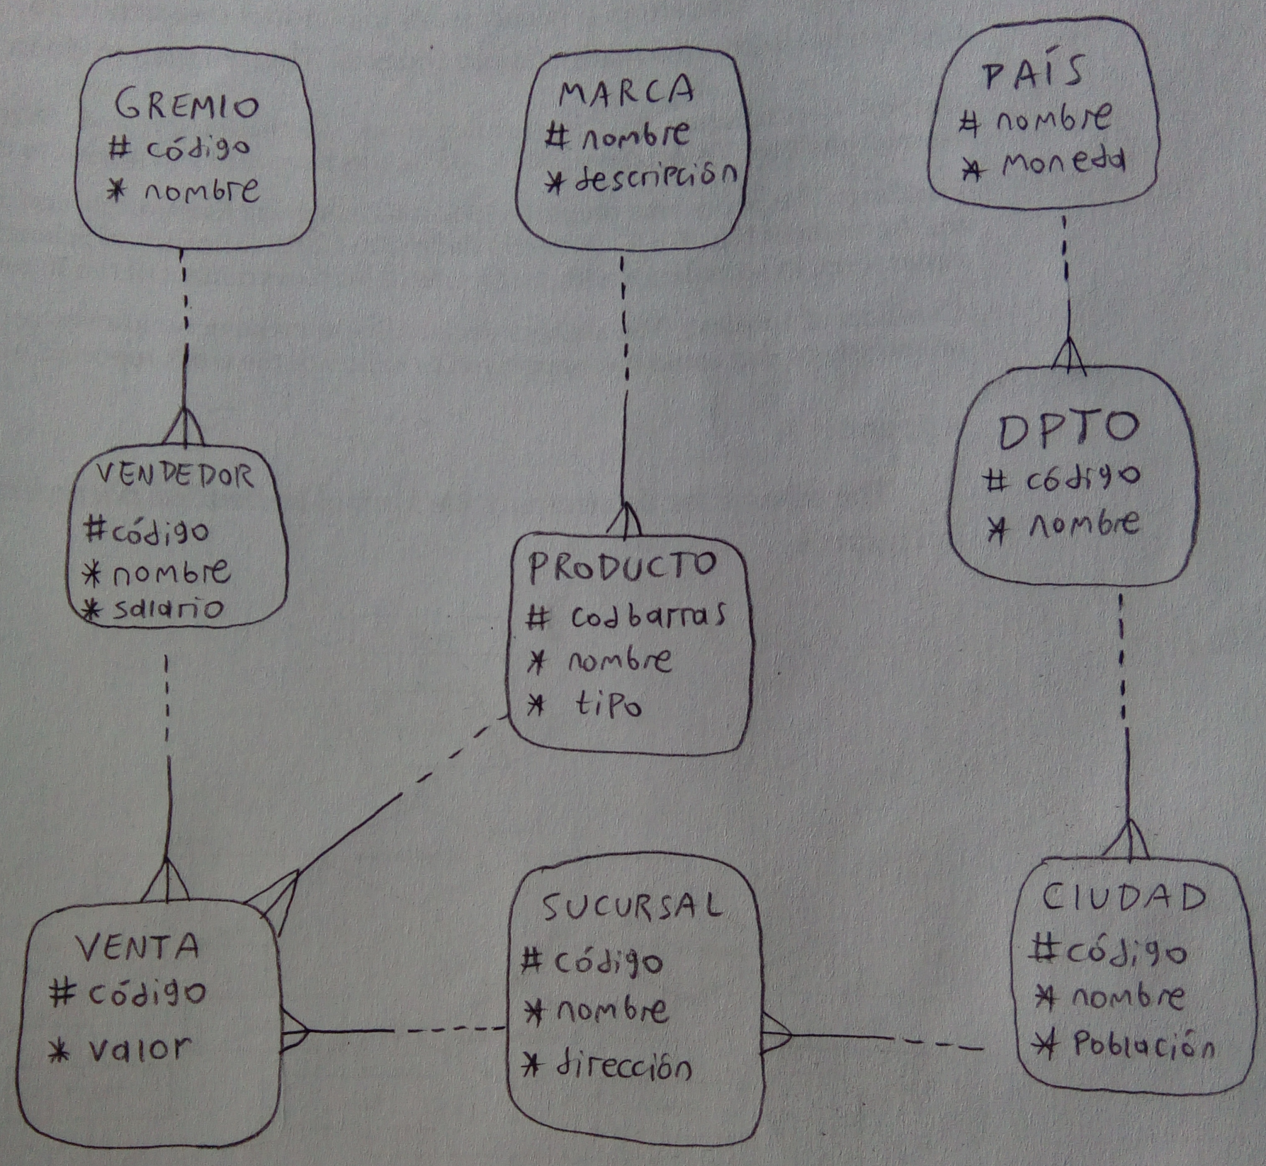 GREMIO
# código
* nombre
MARCA
# nombre
* descripción
PAÍS
# nombre
* moneda
VENDEDOR
# código
* nombre
* salario
PRODUCTO
# codbarras
* nombre
* tipo
DPTO
# código
* nombre
VENTA
# código
* valor
SUCURSAL
# código
* nombre
* dirección
CIUDAD
# código
* nombre
* población